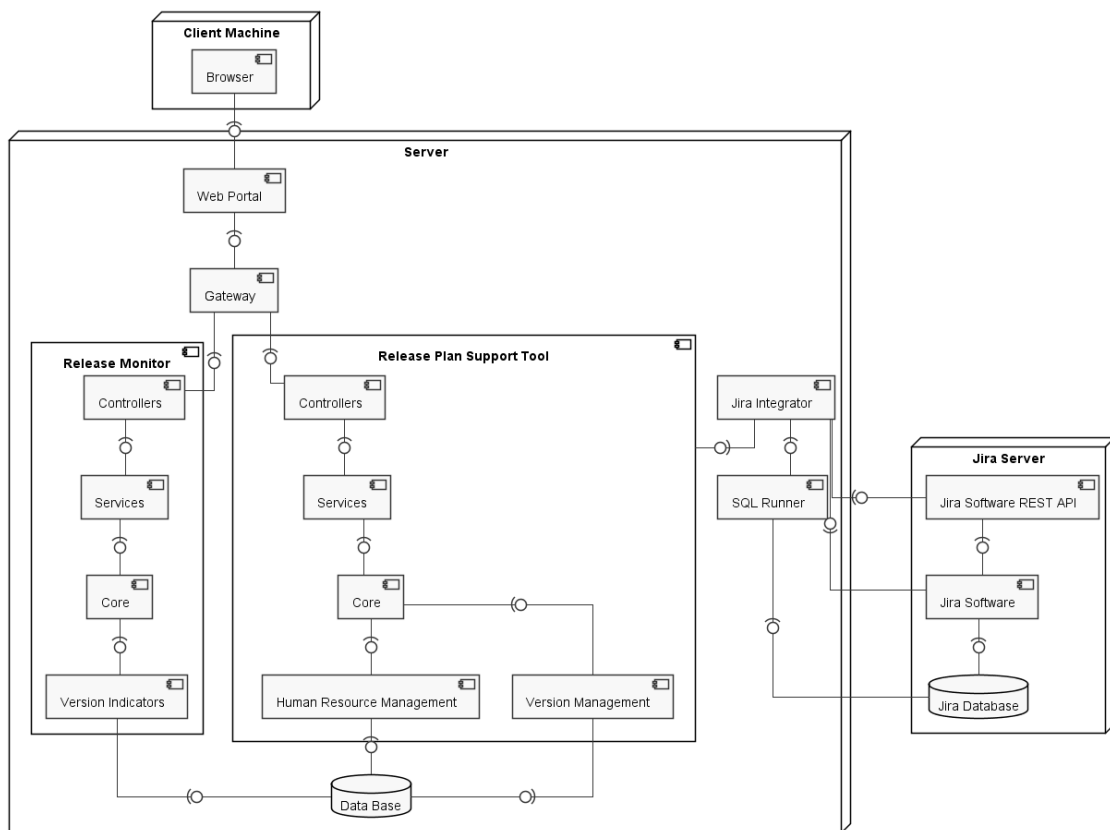 Client Machine
Browser
Server
Web Portal
Gateway
Release Monitor
Release Plan Support Tool
Controllers
Controllers
Jira Integrator
Jira Server
Services
Services
SQL Runner
Jira Software REST API
Core
Core
Jira Software
Version Indicators
Human Resource Management
Version Management
Jira Database
Data Base